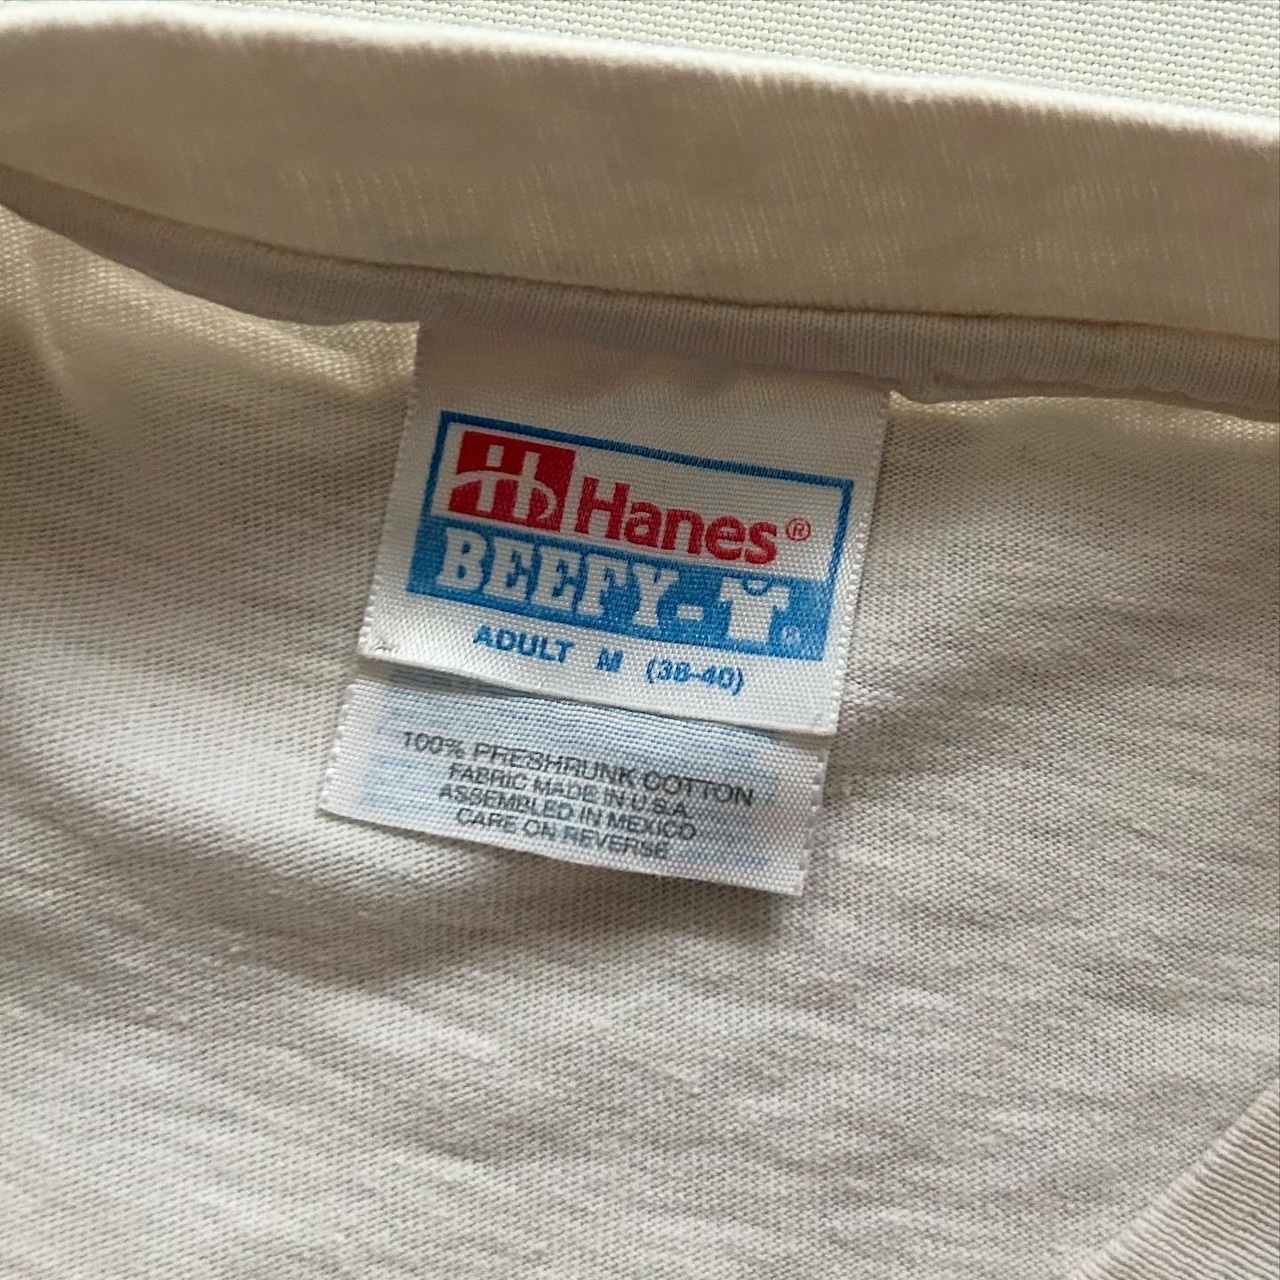 Hanes®
BEEFY-T®
ADULT M (38-40)
100% PRESHRUNK COTTON
FABRIC MADE IN U.S.A.
ASSEMBLED IN MEXICO
CARE ON REVERSE